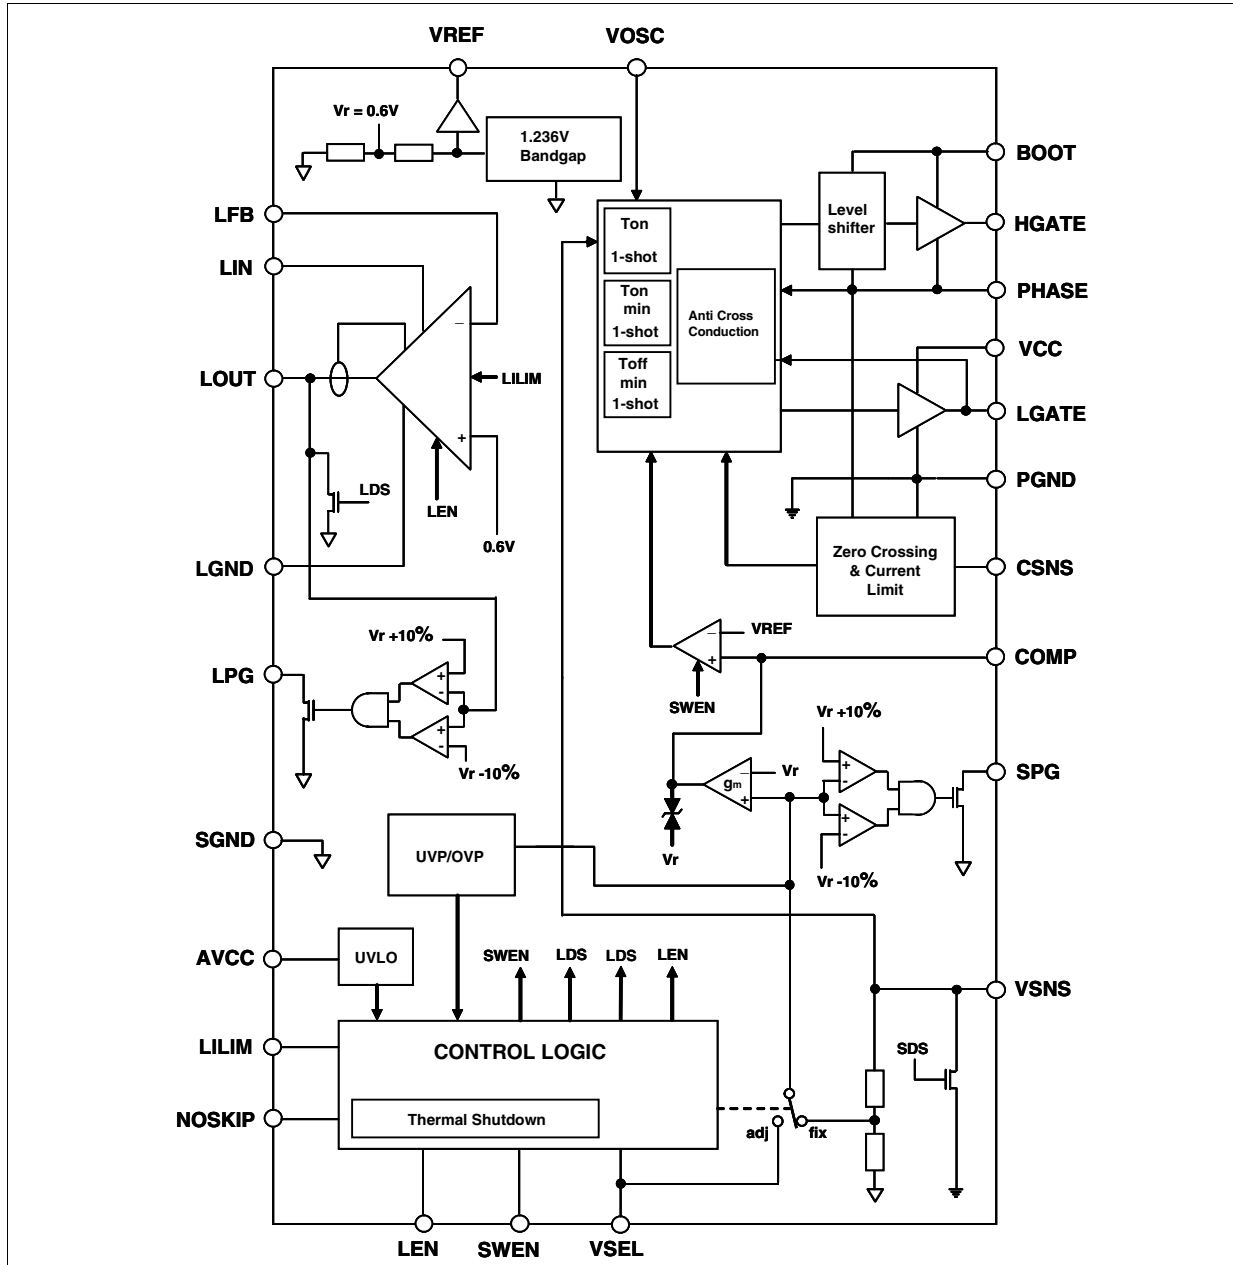 VREF
VOSC
Vr = 0.6V
1.236V
Bandgap
BOOT
LFB
Ton
1-shot
Level
shifter
HGATE
LIN
PHASE
Ton
min
1-shot
Anti Cross
Conduction
–
VCC
LOUT
LILIM
Toff
min
1-shot
LGATE
+
LDS
LEN
PGND
0.6V
LGND
Zero Crossing
& Current
Limit
CSNS
Vr +10%
–
VREF
+
COMP
LPG
+
-
SWEN
Vr +10%
+
-
Vr -10%
–
Vr
gm
+
+
-
SPG
+
-
SGND
UVP/OVP
Vr
Vr -10%
AVCC
UVLO
SWEN
LDS
LDS
LEN
VSNS
LILIM
CONTROL LOGIC
SDS
NOSKIP
Thermal Shutdown
adj
fix
LEN
SWEN
VSEL